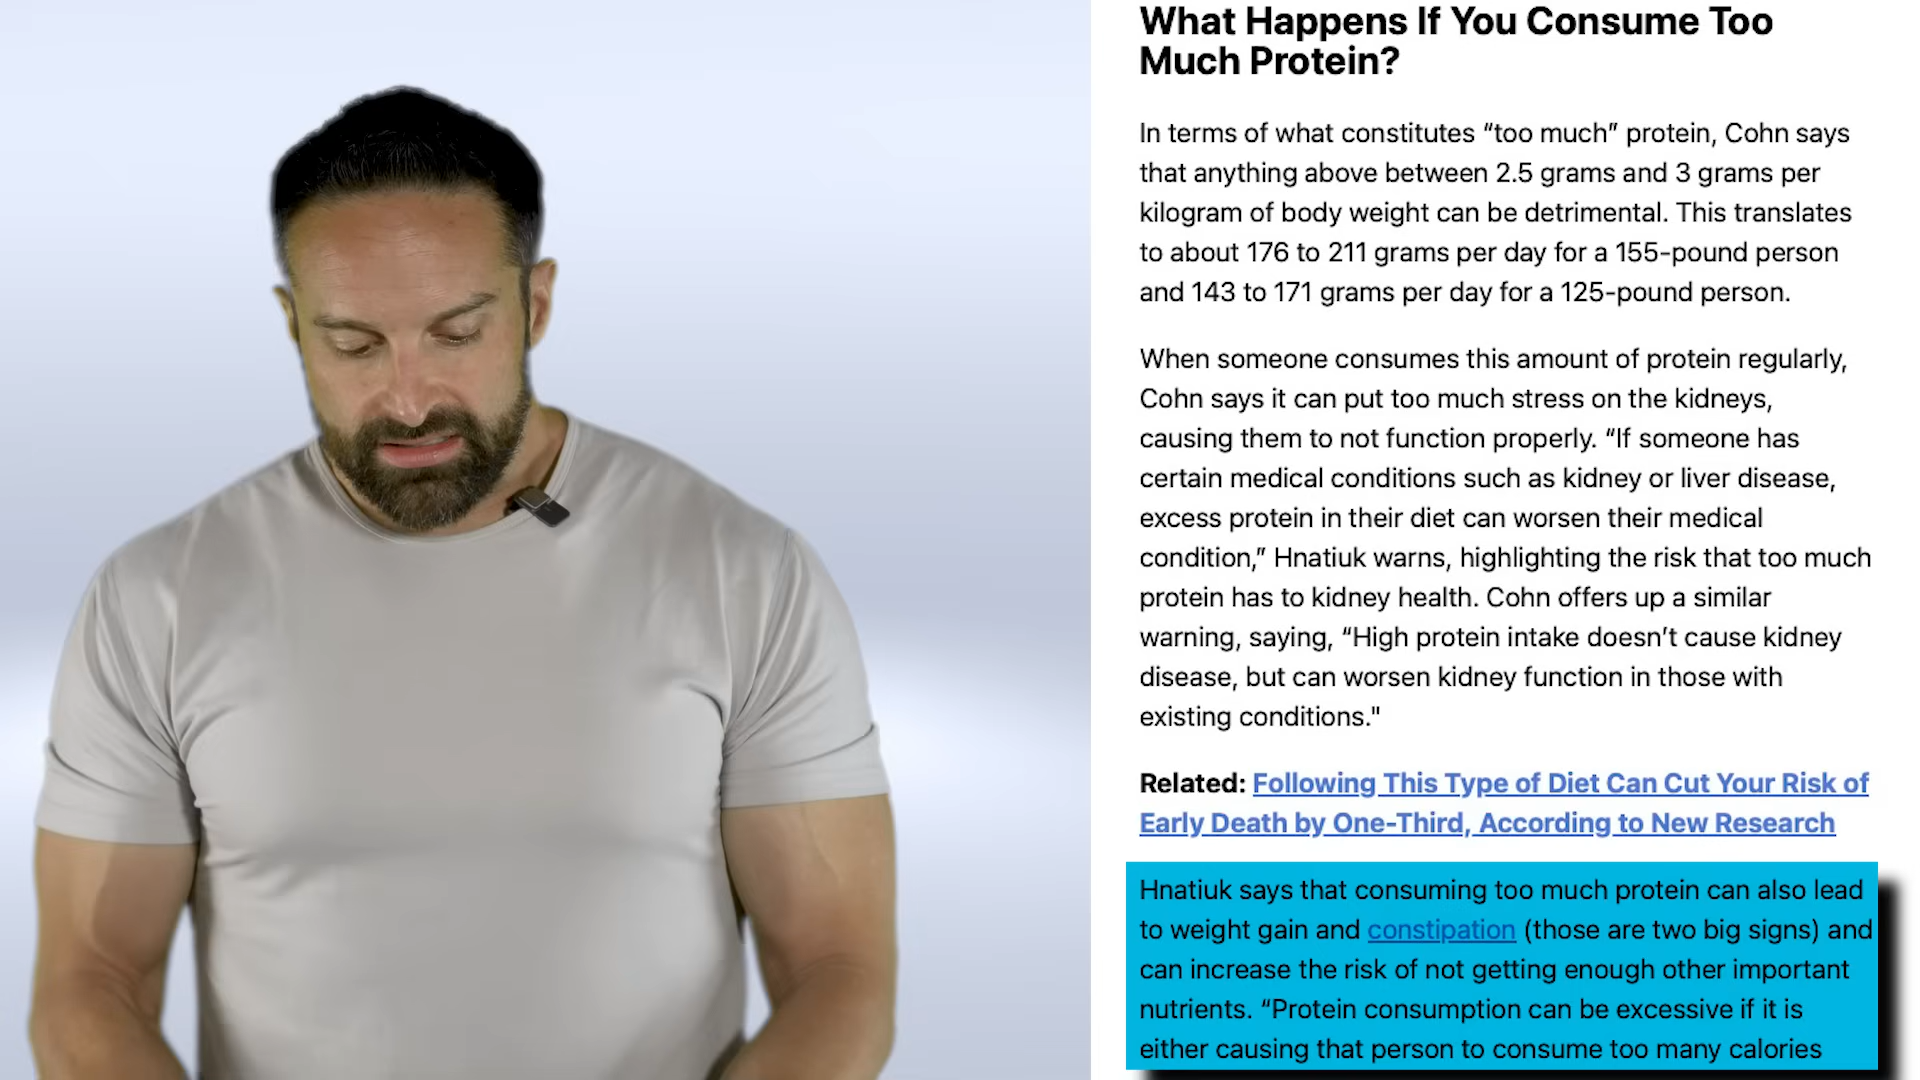 What Happens If You Consume Too
Much Protein?
In terms of what constitutes “too much” protein, Cohn says
that anything above between 2.5 grams and 3 grams per
kilogram of body weight can be detrimental. This translates
to about 176 to 211 grams per day for a 155-pound person
and 143 to 171 grams per day for a 125-pound person.
When someone consumes this amount of protein regularly,
Cohn says it can put too much stress on the kidneys,
causing them to not function properly. “If someone has
certain medical conditions such as kidney or liver disease,
excess protein in their diet can worsen their medical
condition,” Hnatiuk warns, highlighting the risk that too much
protein has to kidney health. Cohn offers up a similar
warning, saying, “High protein intake doesn’t cause kidney
disease, but can worsen kidney function in those with
existing conditions."
Related: Following This Type of Diet Can Cut Your Risk of
Early Death by One-Third, According to New Research
Hnatiuk says that consuming too much protein can also lead
to weight gain and constipation (those are two big signs) and
can increase the risk of not getting enough other important
nutrients. “Protein consumption can be excessive if it is
either causing that person to consume too many calories